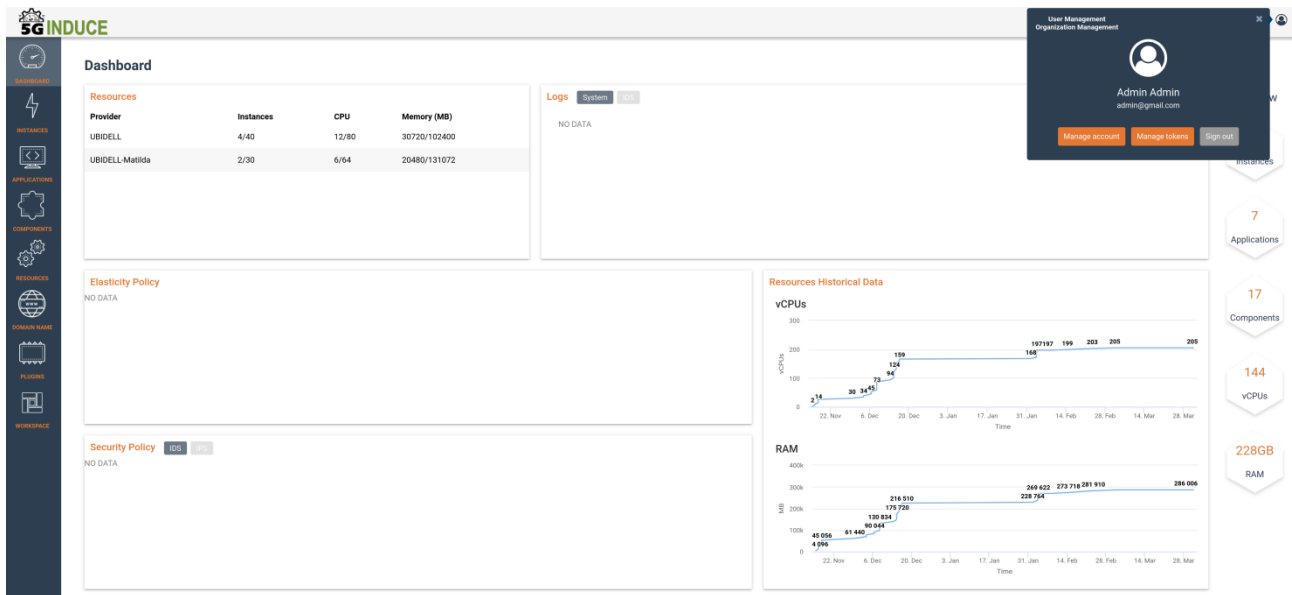 5G INDUCE
User Management
Organization Management
Admin Admin
admin@gmail.com
Manage account Manage tokens Sign out
DASHBOARD
INSTANCES
APPLICATIONS
COMPONENTS
RESOURCES
WWW
DOMAIN NAME
PLUGINS
WORKSPACE
Dashboard
Resources
Provider Instances CPU Memory (MB)
UBIDELL 4/40 12/80 30720/102400
UBIDELL-Matilda 2/30 6/64 20480/131072
Logs System IDS
NO DATA
Elasticity Policy
NO DATA
Security Policy IDS IPS
NO DATA
Resources Historical Data
vCPUs
300
200
100
0
vCPUs
2 14 30 34 45 73 94 124 159 168 197 197 199 203 205 205
22. Nov 6. Dec 20. Dec 3. Jan 17. Jan 31. Jan 14. Feb 28. Feb 14. Mar 28. Mar
Time
RAM
400k
300k
200k
100k
0
MB
4 096 45 056 61 440 90 044 130 834 175 720 216 510 228 764 269 622 273 718 281 910 286 006
22. Nov 6. Dec 20. Dec 3. Jan 17. Jan 31. Jan 14. Feb 28. Feb 14. Mar 28. Mar
Time
Instances
7
Applications
17
Components
144
vCPUs
228GB
RAM